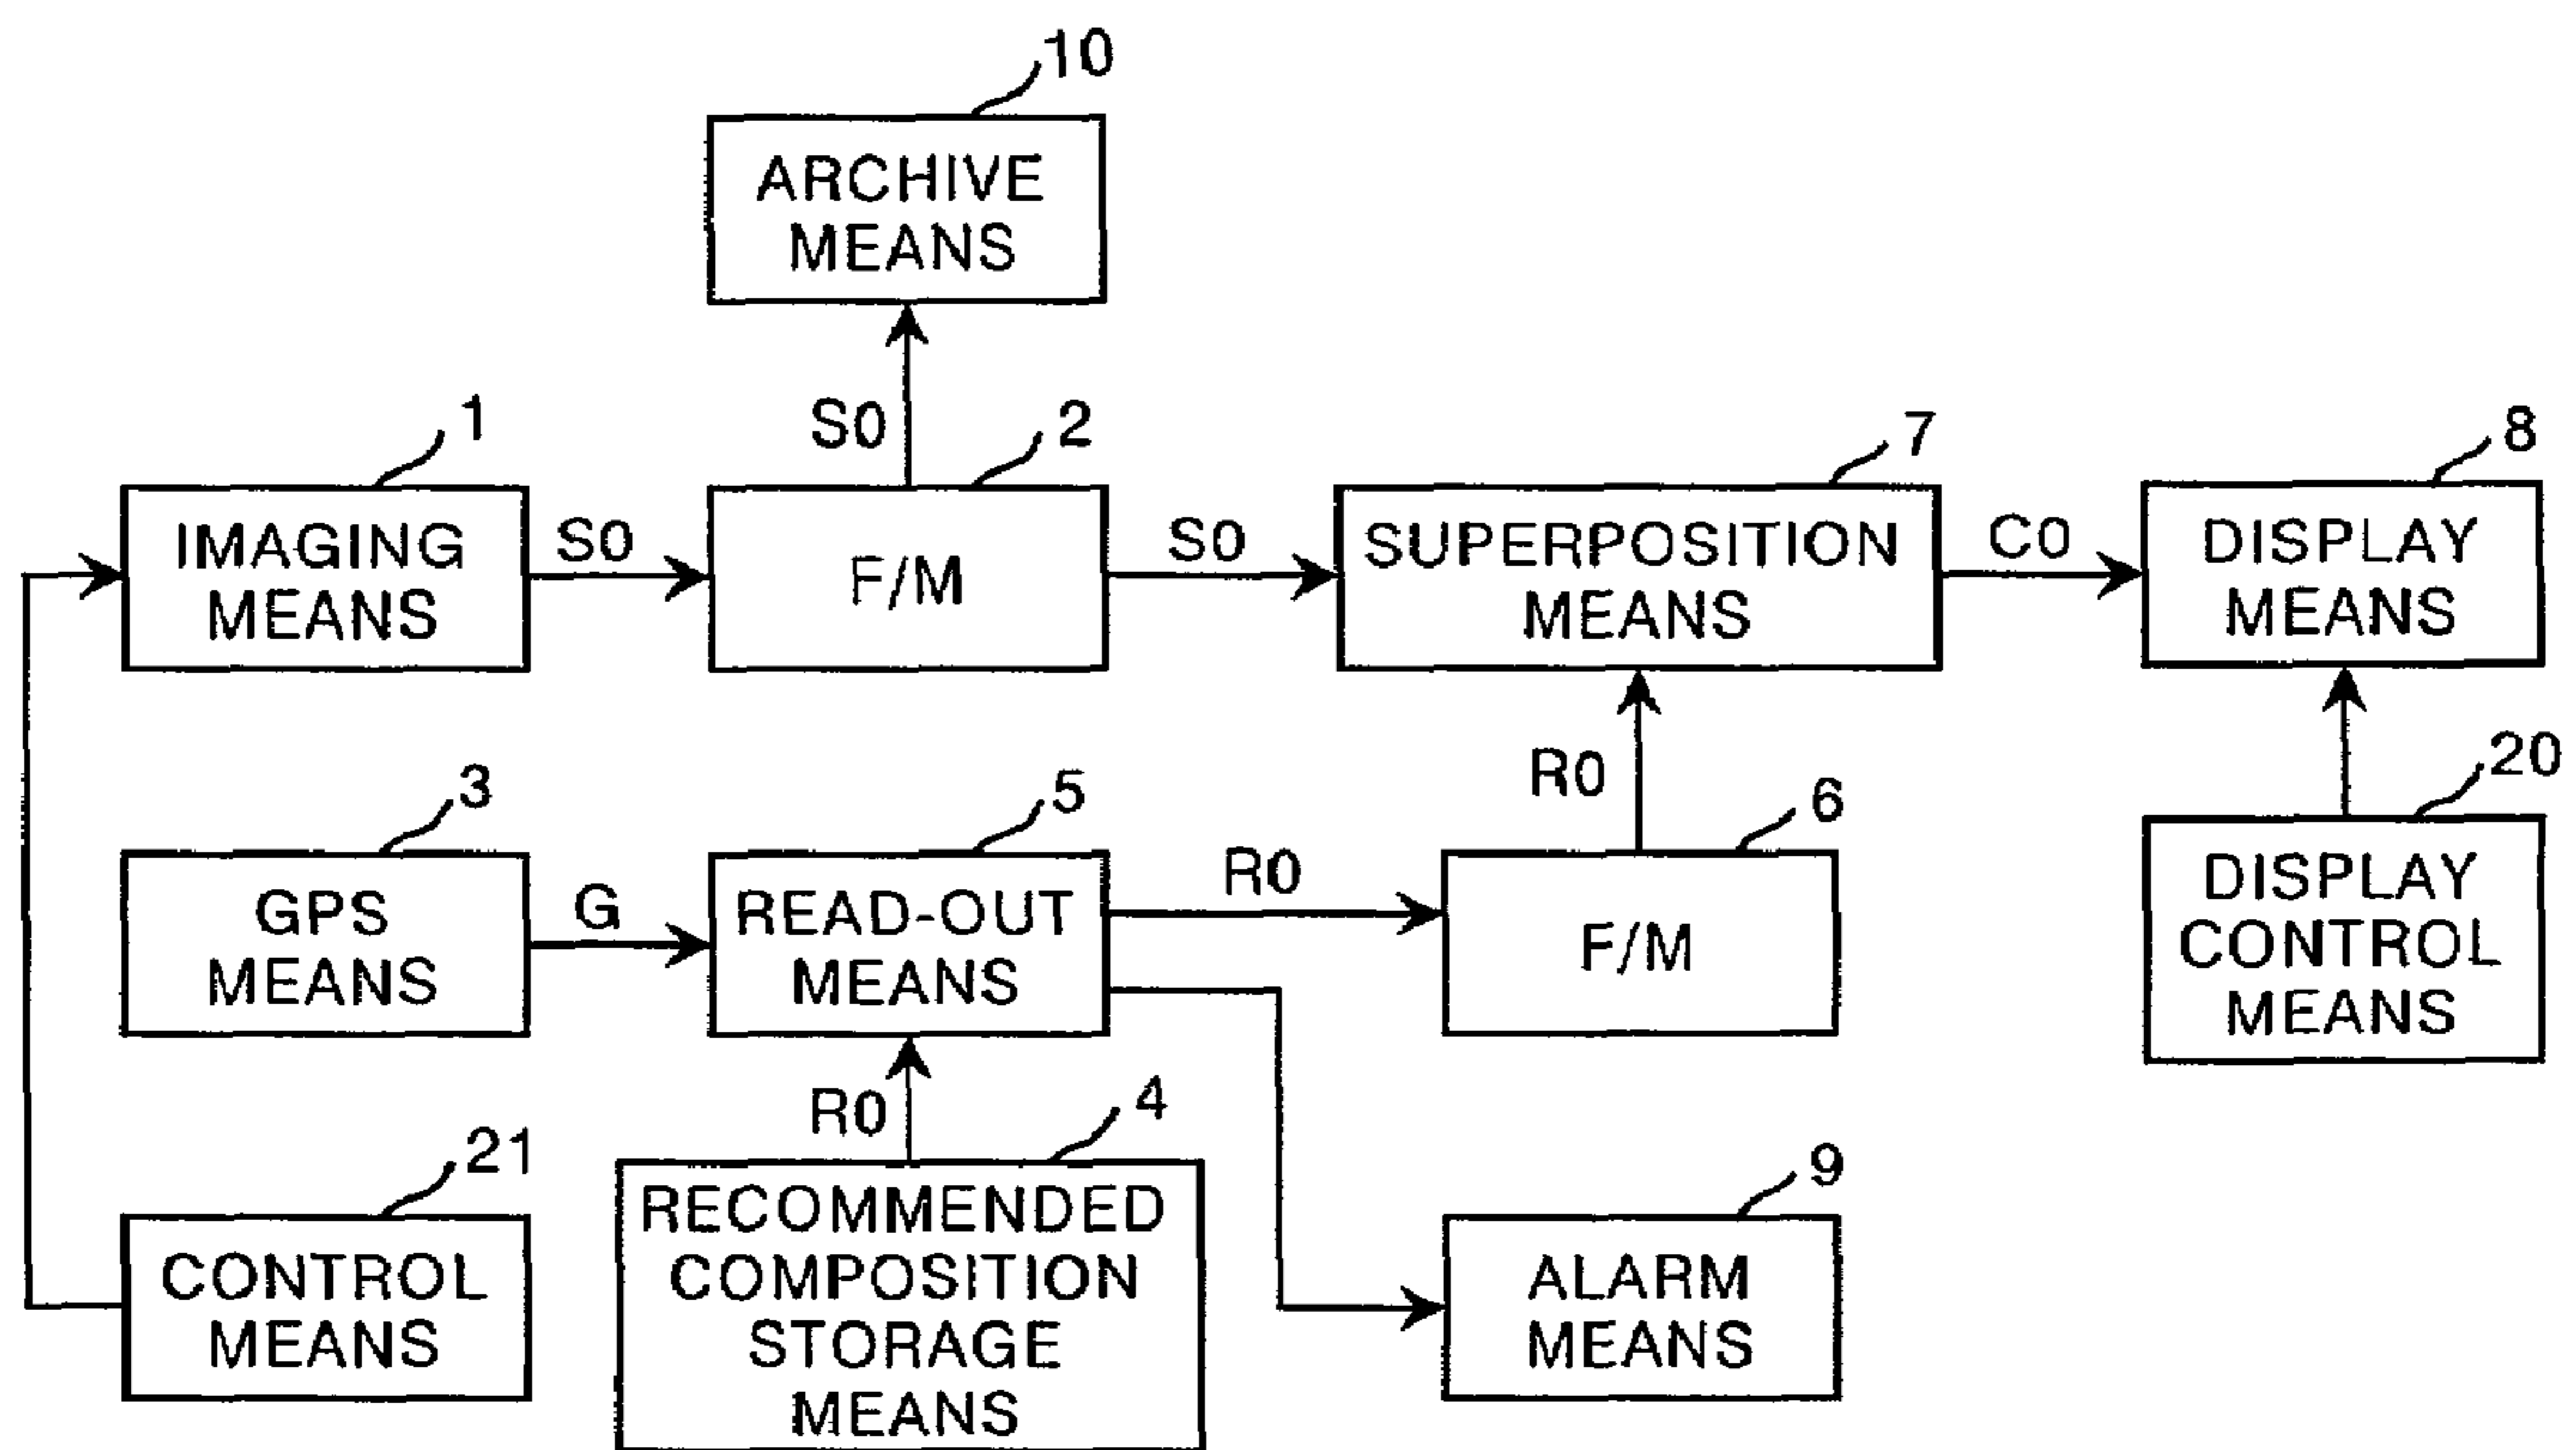 10
ARCHIVE
MEANS
S0
1
2
7
8
IMAGING
MEANS
S0
F/M
S0
SUPERPOSITION
MEANS
C0
DISPLAY
MEANS
R0
3
5
6
20
GPS
MEANS
G
READ-OUT
MEANS
R0
F/M
DISPLAY
CONTROL
MEANS
R0
21
4
9
CONTROL
MEANS
RECOMMENDED
COMPOSITION
STORAGE
MEANS
ALARM
MEANS